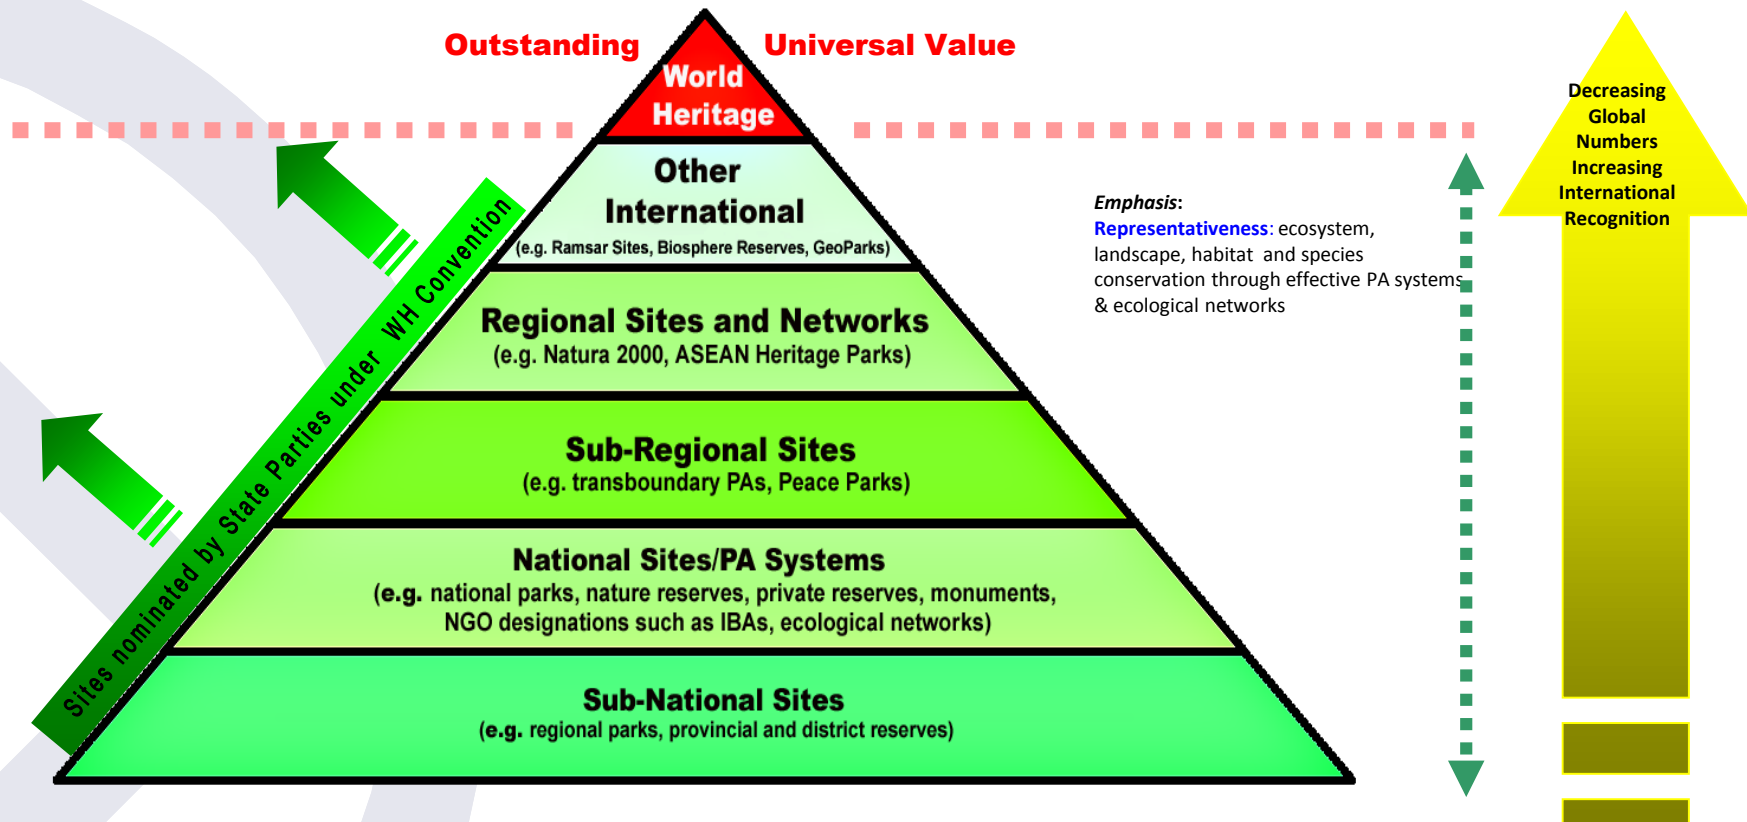 Outstanding
Universal Value
World
Heritage
Other
International
(e.g. Ramsar Sites, Biosphere Reserves, GeoParks)
Regional Sites and Networks
(e.g. Natura 2000, ASEAN Heritage Parks)
Sub-Regional Sites
(e.g. transboundary PAs, Peace Parks)
National Sites/PA Systems
(e.g. national parks, nature reserves, private reserves, monuments,
NGO designations such as IBAs, ecological networks)
Sub-National Sites
(e.g. regional parks, provincial and district reserves)
Sites nominated by State Parties under WH Convention
Emphasis:
Representativeness: ecosystem,
landscape, habitat and species
conservation through effective PA systems
& ecological networks
Decreasing
Global
Numbers
Increasing
International
Recognition